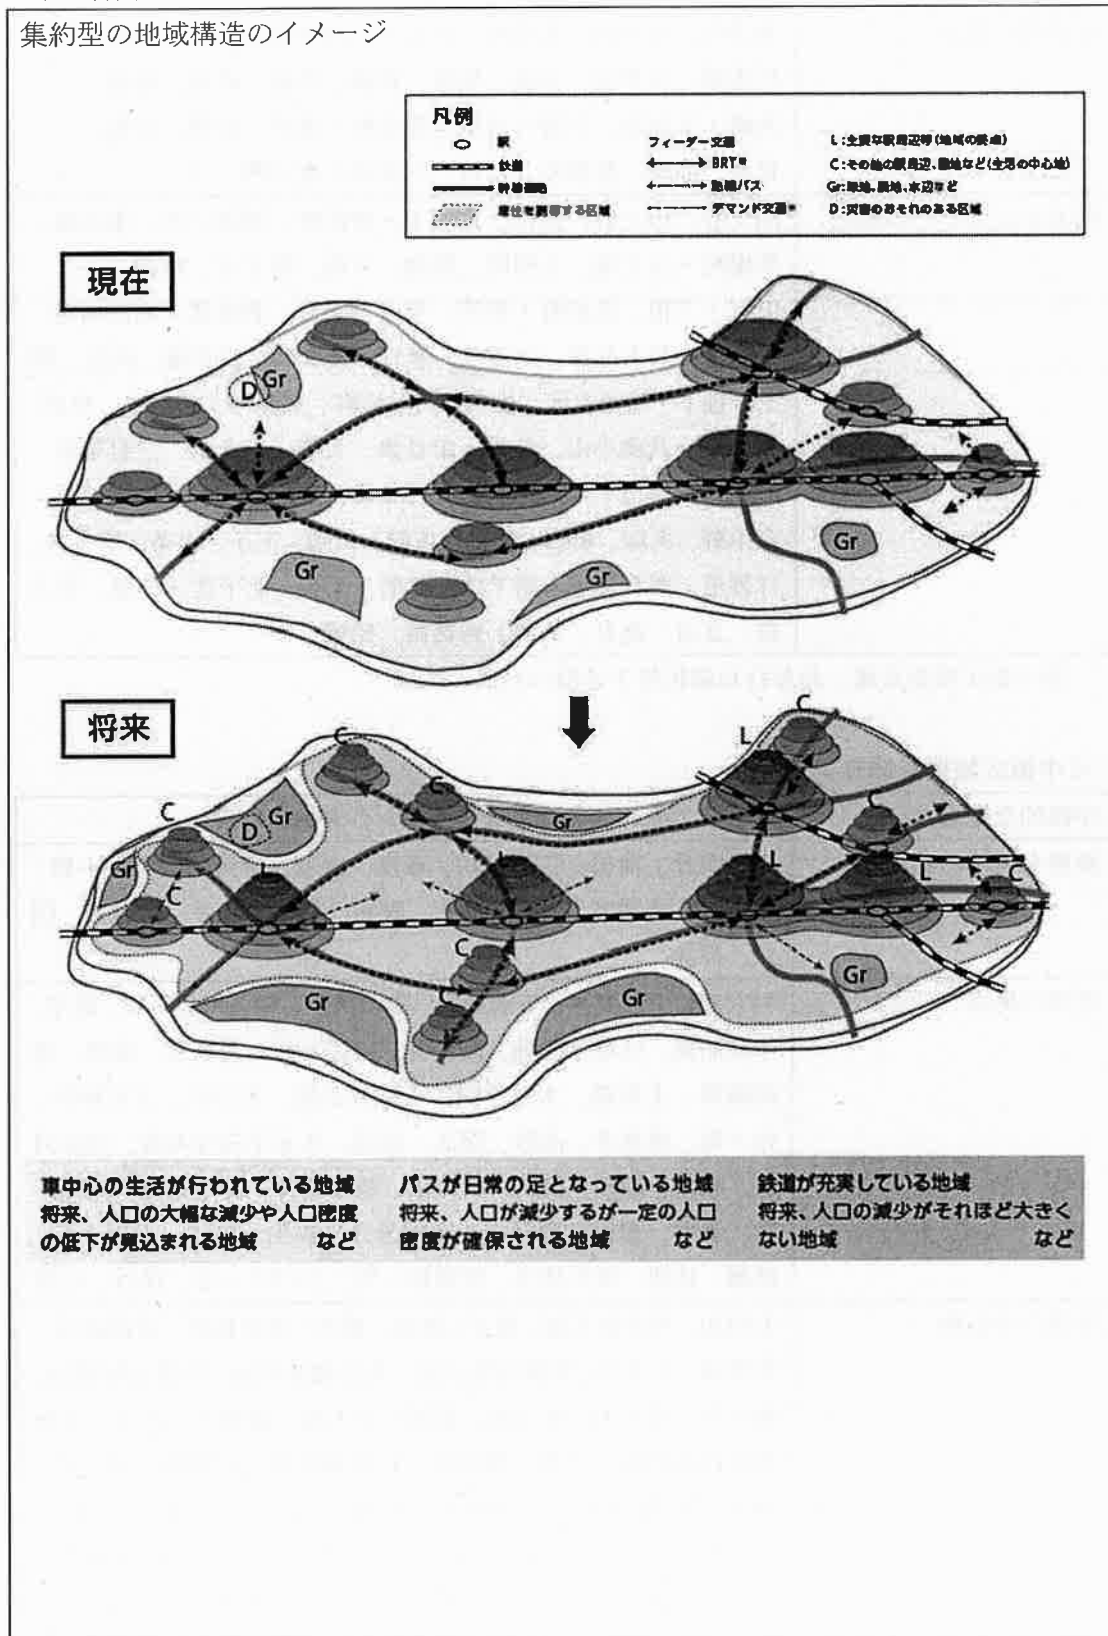 集約型の地域構造のイメージ
凡例
駅
鉄道
幹線道路
居住を誘導する区域
フィーダー交通
BRT※
路線バス
デマンド交通※
L:主要な駅周辺等(地域の拠点)
C:その他の駅周辺、団地など(生活の中心地)
Gr:緑地、農地、水辺など
D:災害のおそれのある区域
現在
D
Gr
Gr
Gr
Gr
将来
C
C
L
C
C
C
Gr
D
Gr
Gr
C
L
L
L
L
C
C
C
Gr
Gr
Gr
車中心の生活が行われている地域
将来、人口の大幅な減少や人口密度
の低下が見込まれる地域 など
バスが日常の足となっている地域
将来、人口が減少するが一定の人口
密度が確保される地域 など
鉄道が充実している地域
将来、人口の減少がそれほど大きく
ない地域 など